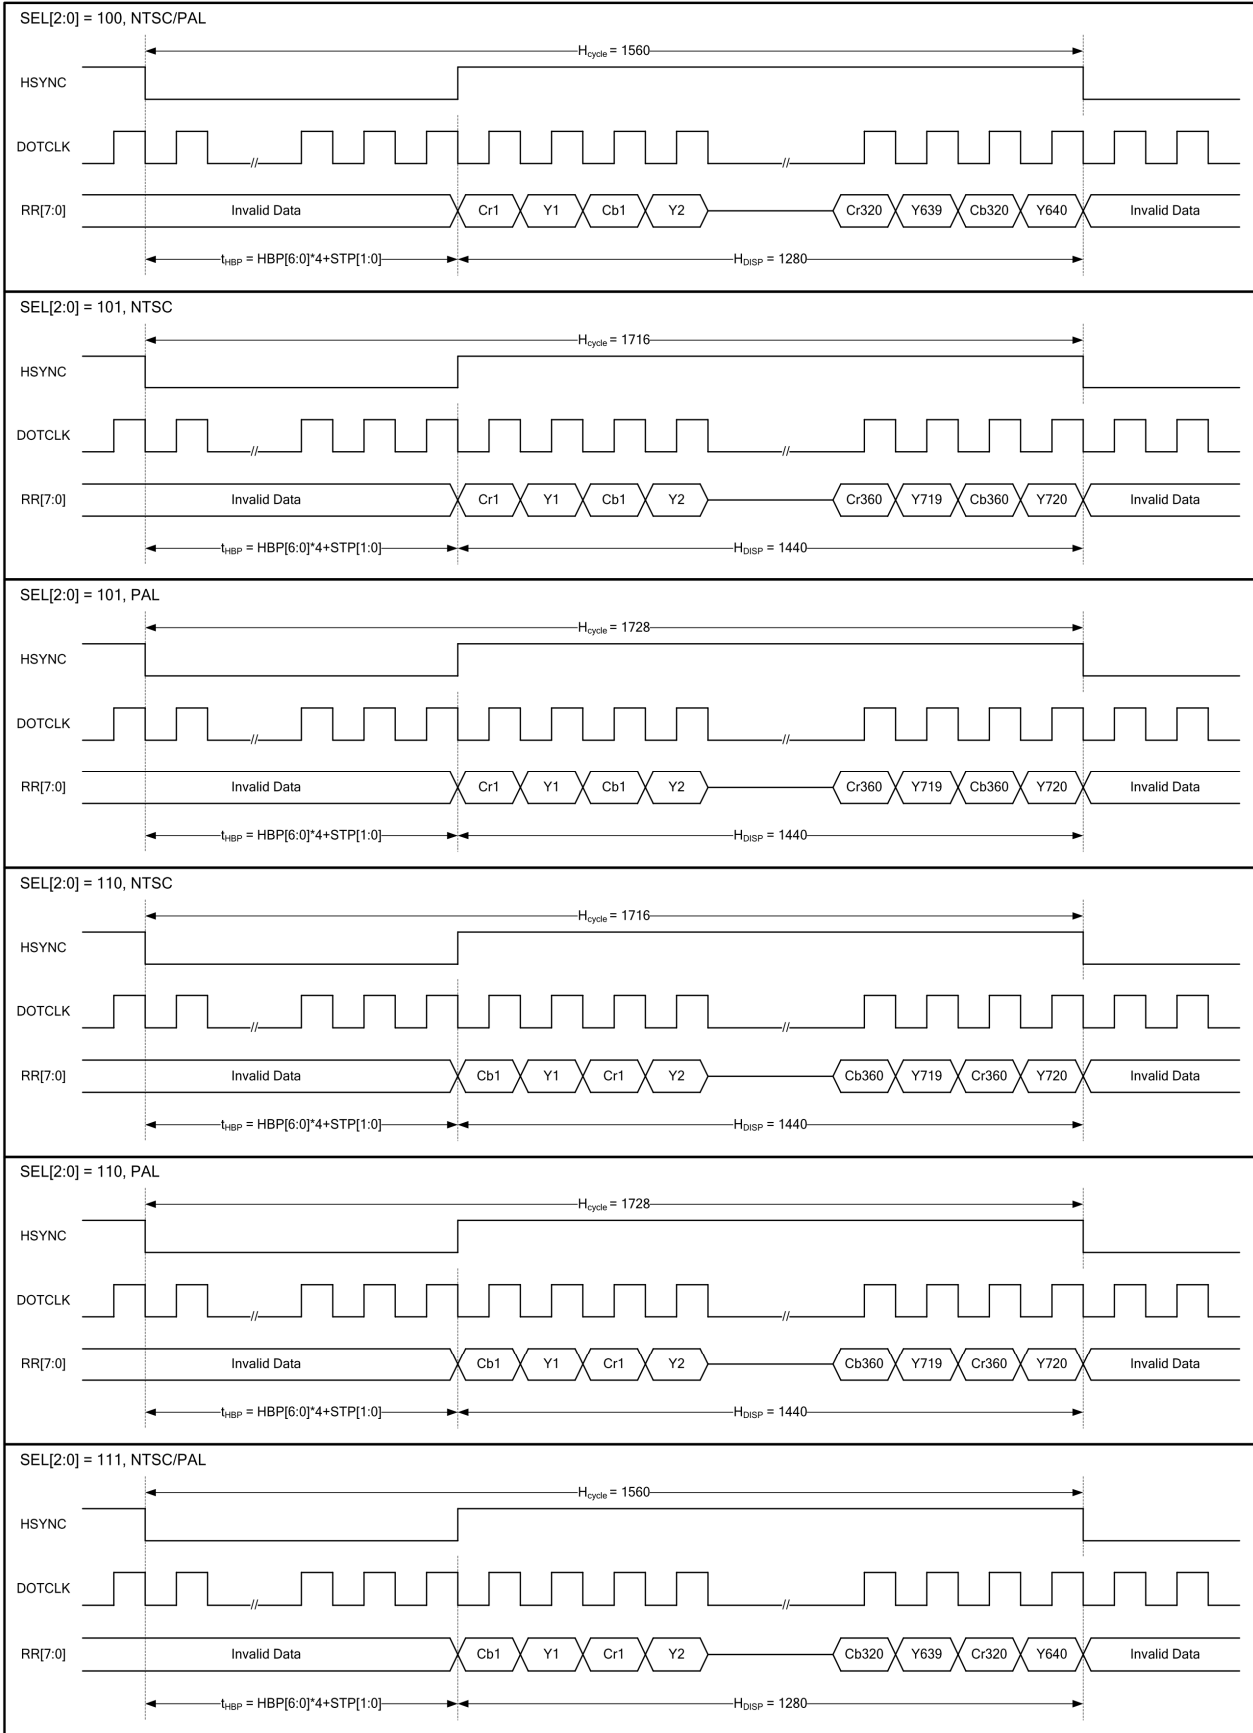 SEL[2:0] = 100, NTSC/PAL
Hcycle = 1560
HSYNC
DOTCLK // //
RR[7:0] Invalid Data Cr1 Y1 Cb1 Y2 Cr320 Y639 Cb320 Y640 Invalid Data
tHBP = HBP[6:0]*4+STP[1:0] HDISP = 1280
SEL[2:0] = 101, NTSC
Hcycle = 1716
HSYNC
DOTCLK // //
RR[7:0] Invalid Data Cr1 Y1 Cb1 Y2 Cr360 Y719 Cb360 Y720 Invalid Data
tHBP = HBP[6:0]*4+STP[1:0] HDISP = 1440
SEL[2:0] = 101, PAL
Hcycle = 1728
HSYNC
DOTCLK // //
RR[7:0] Invalid Data Cr1 Y1 Cb1 Y2 Cr360 Y719 Cb360 Y720 Invalid Data
tHBP = HBP[6:0]*4+STP[1:0] HDISP = 1440
SEL[2:0] = 110, NTSC
Hcycle = 1716
HSYNC
DOTCLK // //
RR[7:0] Invalid Data Cb1 Y1 Cr1 Y2 Cb360 Y719 Cr360 Y720 Invalid Data
tHBP = HBP[6:0]*4+STP[1:0] HDISP = 1440
SEL[2:0] = 110, PAL
Hcycle = 1728
HSYNC
DOTCLK // //
RR[7:0] Invalid Data Cb1 Y1 Cr1 Y2 Cb360 Y719 Cr360 Y720 Invalid Data
tHBP = HBP[6:0]*4+STP[1:0] HDISP = 1440
SEL[2:0] = 111, NTSC/PAL
Hcycle = 1560
HSYNC
DOTCLK // //
RR[7:0] Invalid Data Cb1 Y1 Cr1 Y2 Cb320 Y639 Cr320 Y640 Invalid Data
tHBP = HBP[6:0]*4+STP[1:0] HDISP = 1280